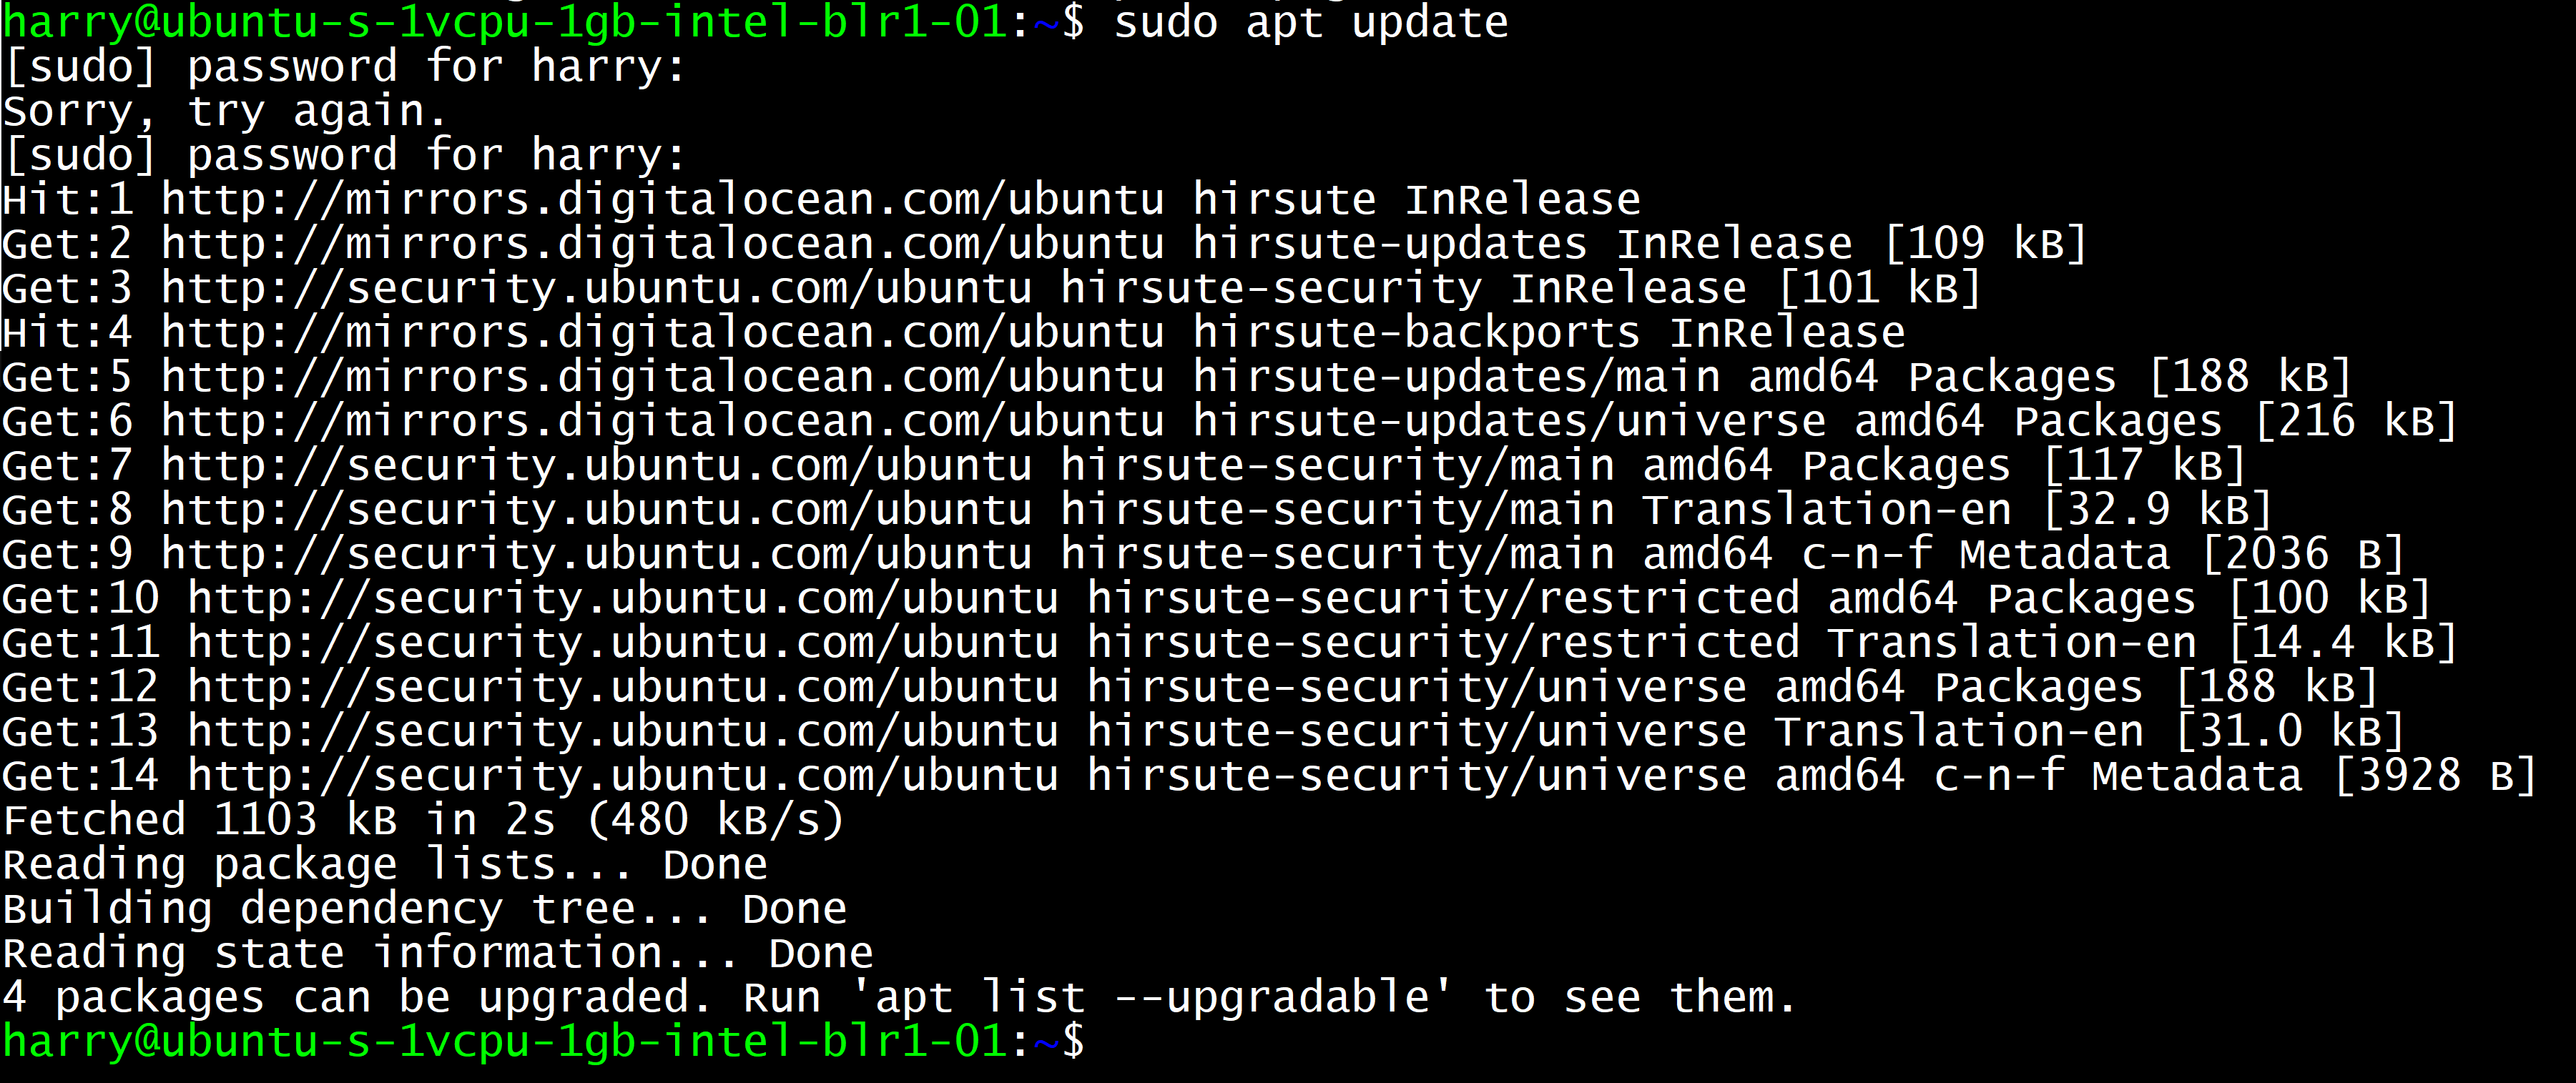 harry@ubuntu-s-1vcpu-1gb-intel-blr1-01:~$ sudo apt update
[sudo] password for harry:
Sorry, try again.
[sudo] password for harry:
Hit:1 http://mirrors.digitalocean.com/ubuntu hirsute InRelease
Get:2 http://mirrors.digitalocean.com/ubuntu hirsute-updates InRelease [109 kB]
Get:3 http://security.ubuntu.com/ubuntu hirsute-security InRelease [101 kB]
Hit:4 http://mirrors.digitalocean.com/ubuntu hirsute-backports InRelease
Get:5 http://mirrors.digitalocean.com/ubuntu hirsute-updates/main amd64 Packages [188 kB]
Get:6 http://mirrors.digitalocean.com/ubuntu hirsute-updates/universe amd64 Packages [216 kB]
Get:7 http://security.ubuntu.com/ubuntu hirsute-security/main amd64 Packages [117 kB]
Get:8 http://security.ubuntu.com/ubuntu hirsute-security/main Translation-en [32.9 kB]
Get:9 http://security.ubuntu.com/ubuntu hirsute-security/main amd64 c-n-f Metadata [2036 B]
Get:10 http://security.ubuntu.com/ubuntu hirsute-security/restricted amd64 Packages [100 kB]
Get:11 http://security.ubuntu.com/ubuntu hirsute-security/restricted Translation-en [14.4 kB]
Get:12 http://security.ubuntu.com/ubuntu hirsute-security/universe amd64 Packages [188 kB]
Get:13 http://security.ubuntu.com/ubuntu hirsute-security/universe Translation-en [31.0 kB]
Get:14 http://security.ubuntu.com/ubuntu hirsute-security/universe amd64 c-n-f Metadata [3928 B]
Fetched 1103 kB in 2s (480 kB/s)
Reading package lists... Done
Building dependency tree... Done
Reading state information... Done
4 packages can be upgraded. Run 'apt list --upgradable' to see them.
harry@ubuntu-s-1vcpu-1gb-intel-blr1-01:~$